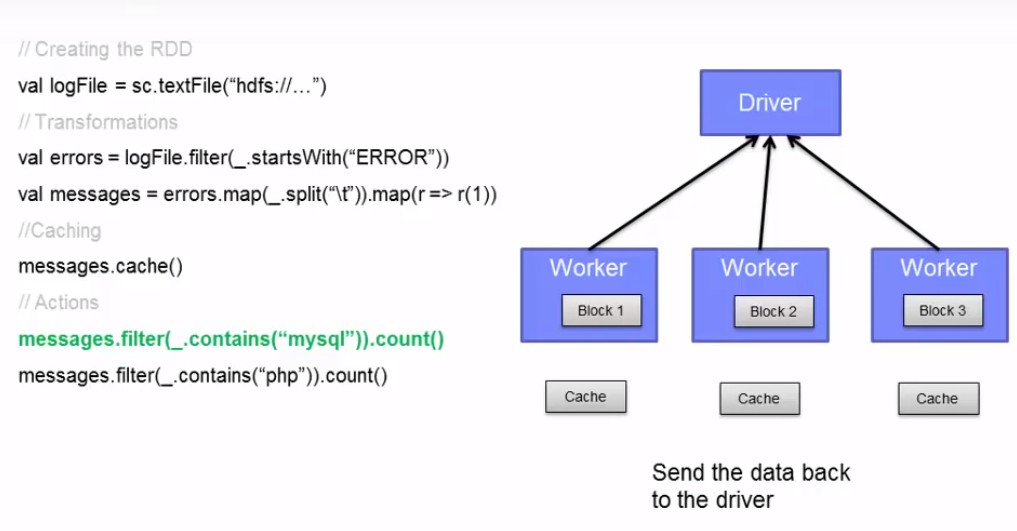 // Creating the RDD
val logFile = sc.textFile(“hdfs://…”)
// Transformations
val errors = logFile.filter(_.startsWith(“ERROR”))
val messages = errors.map(_.split(“\t”)).map(r => r(1))
//Caching
messages.cache()
// Actions
messages.filter(_.contains(“mysql”)).count()
messages.filter(_.contains(“php”)).count()
Driver
Worker
Block 1
Worker
Block 2
Worker
Block 3
Cache
Cache
Cache
Send the data back
to the driver